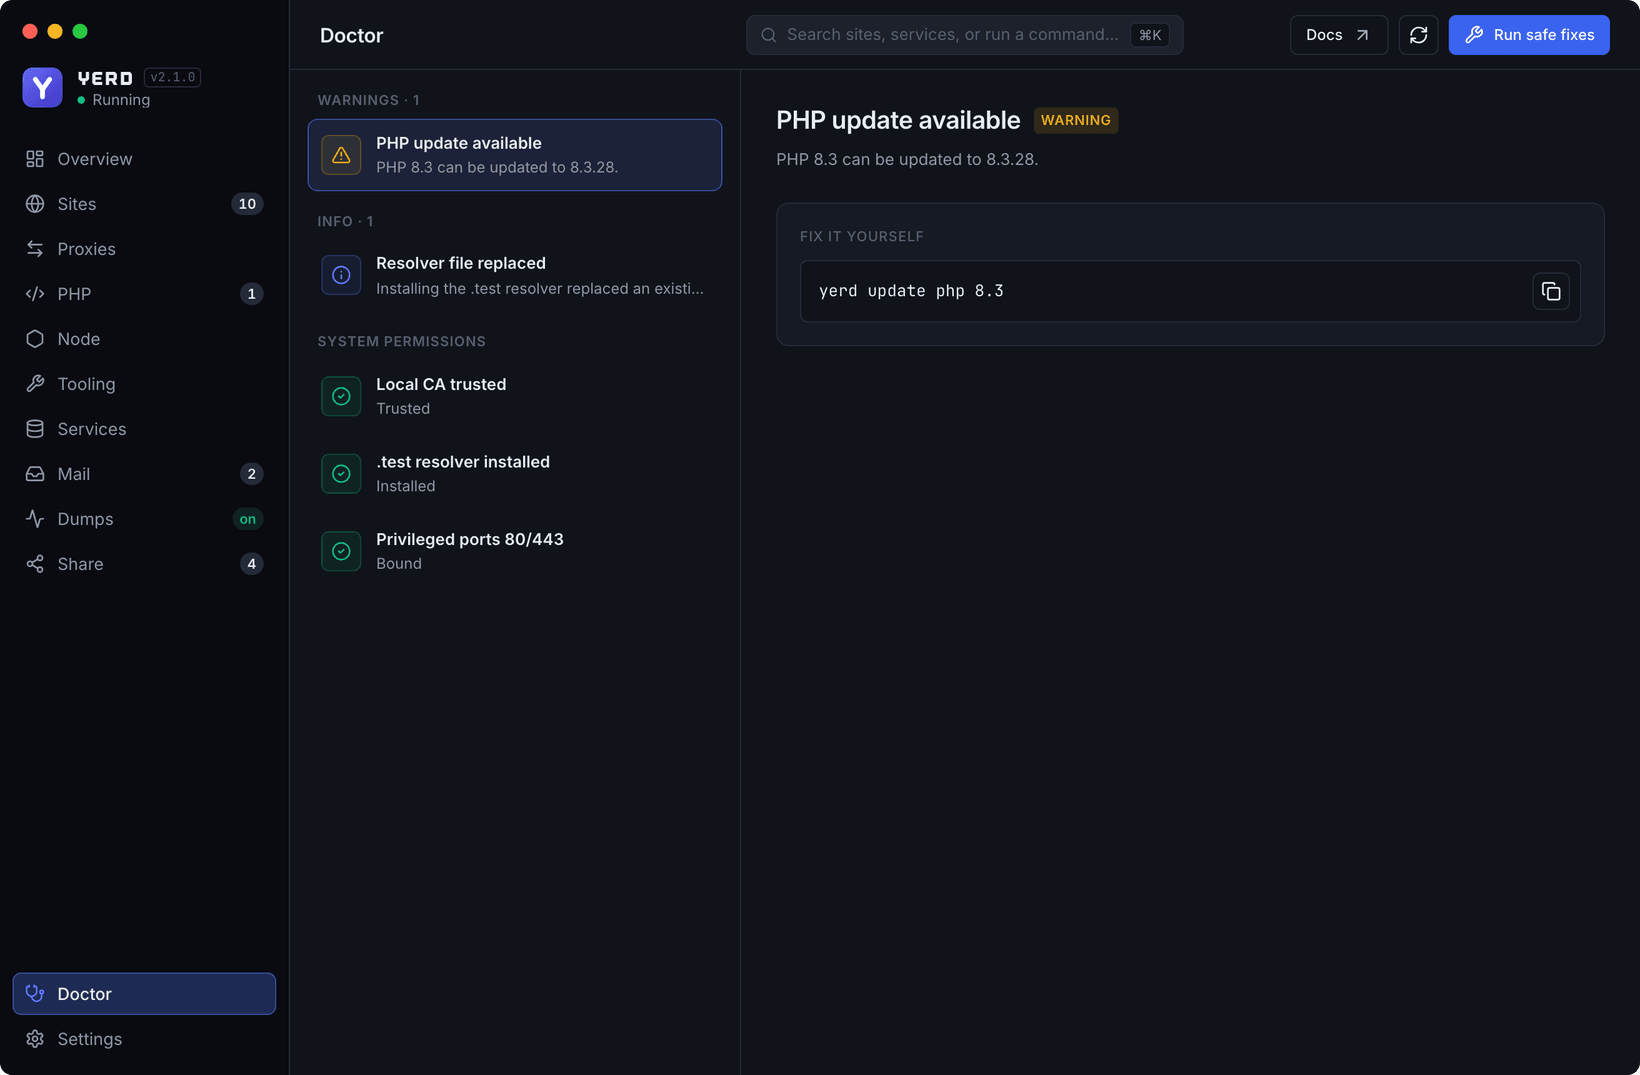 YERD v2.1.0
Running
Overview
Sites 10
Proxies
PHP 1
Node
Tooling
Services
Mail 2
Dumps on
Share 4
Doctor
Settings
Doctor
Search sites, services, or run a command... ⌘K
Docs
Run safe fixes
WARNINGS · 1
PHP update available
PHP 8.3 can be updated to 8.3.28.
INFO · 1
Resolver file replaced
Installing the .test resolver replaced an existi...
SYSTEM PERMISSIONS
Local CA trusted
Trusted
.test resolver installed
Installed
Privileged ports 80/443
Bound
PHP update available WARNING
PHP 8.3 can be updated to 8.3.28.
FIX IT YOURSELF
yerd update php 8.3